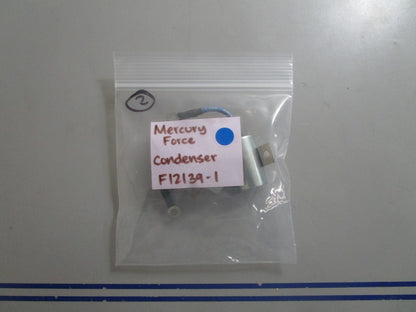 2
Mercury
Force
Condenser
F12139-1